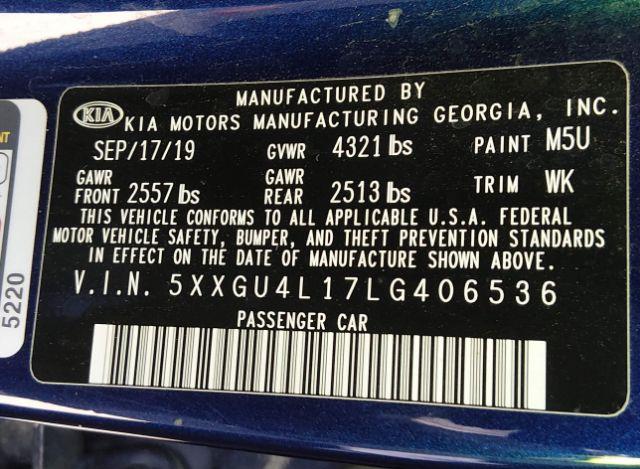 MANUFACTURED BY
KIA KIA MOTORS MANUFACTURING GEORGIA, INC.
SEP/17/19 GVWR 4321 lbs PAINT M5U
GAWR FRONT 2557 lbs GAWR REAR 2513 lbs TRIM WK
THIS VEHICLE CONFORMS TO ALL APPLICABLE U.S.A. FEDERAL
MOTOR VEHICLE SAFETY, BUMPER, AND THEFT PREVENTION STANDARDS
IN EFFECT ON THE DATE OF MANUFACTURE SHOWN ABOVE.
V.I.N. 5XXGU4L17LG406536
PASSENGER CAR
5220